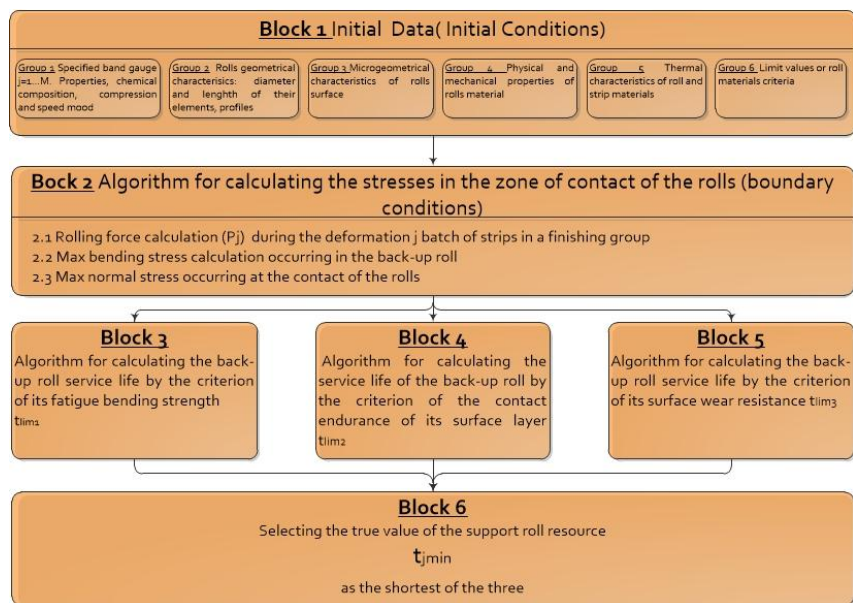 Block 1 Initial Data( Initial Conditions)
Group 1 Specified band gauge
j=1...M. Properties, chemical
composition, compression
and speed mood
Group 2 Rolls geometrical
characterisics: diameter
and lenghth of their
elements, profiles
Group 3 Microgeometrical
characteristics of rolls
surface
Group 4 Physical and
mechanical properties of
rolls material
Group 5 Thermal
characteristics of roll and
strip materials
Group 6 Limit values or roll
materials criteria
Bock 2 Algorithm for calculating the stresses in the zone of contact of the rolls (boundary
conditions)
2.1 Rolling force calculation (Pj) during the deformation j batch of strips in a finishing group
2.2 Max bending stress calculation occurring in the back-up roll
2.3 Max normal stress occurring at the contact of the rolls
Block 3
Algorithm for calculating the back-
up roll service life by the criterion
of its fatigue bending strength
tlim1
Block 4
Algorithm for calculating the
service life of the back-up roll by
the criterion of the contact
endurance of its surface layer
tlim2
Block 5
Algorithm for calculating the back-
up roll service life by the criterion
of its surface wear resistance tlim3
Block 6
Selecting the true value of the support roll resource
tjmin
as the shortest of the three